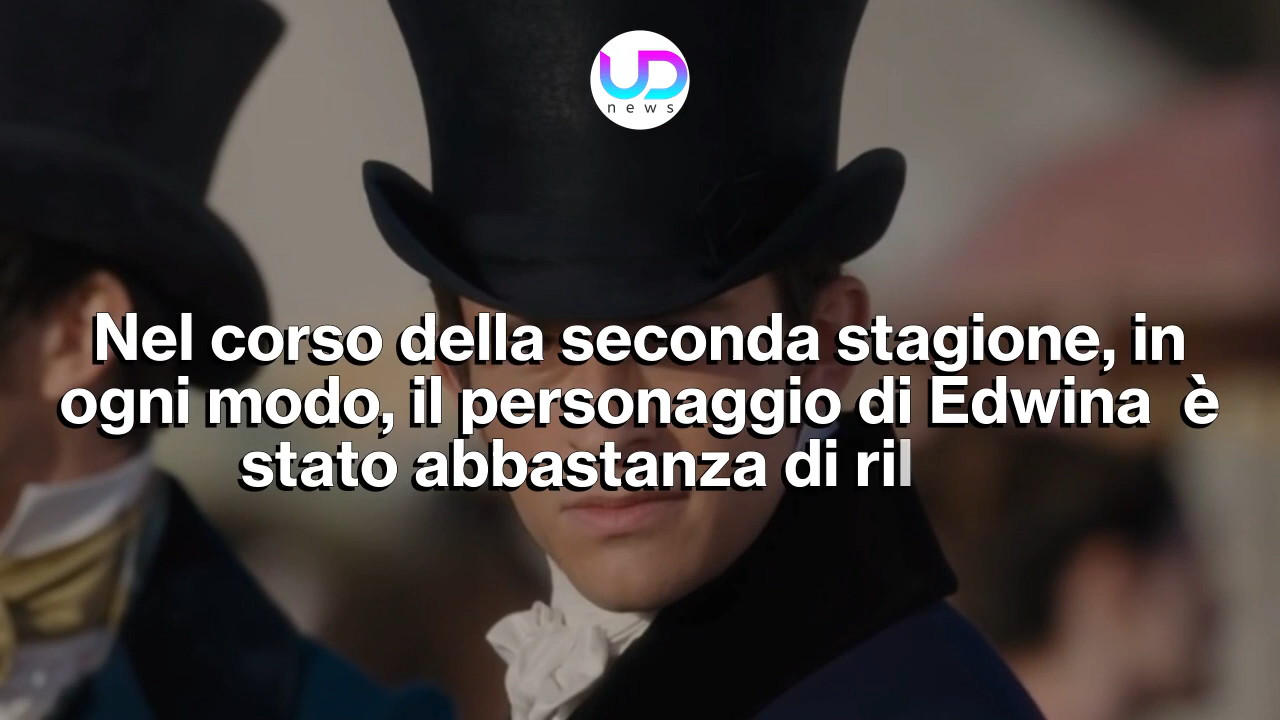 UD
news
Nel corso della seconda stagione, in
ogni modo, il personaggio di Edwina è
stato abbastanza di ril